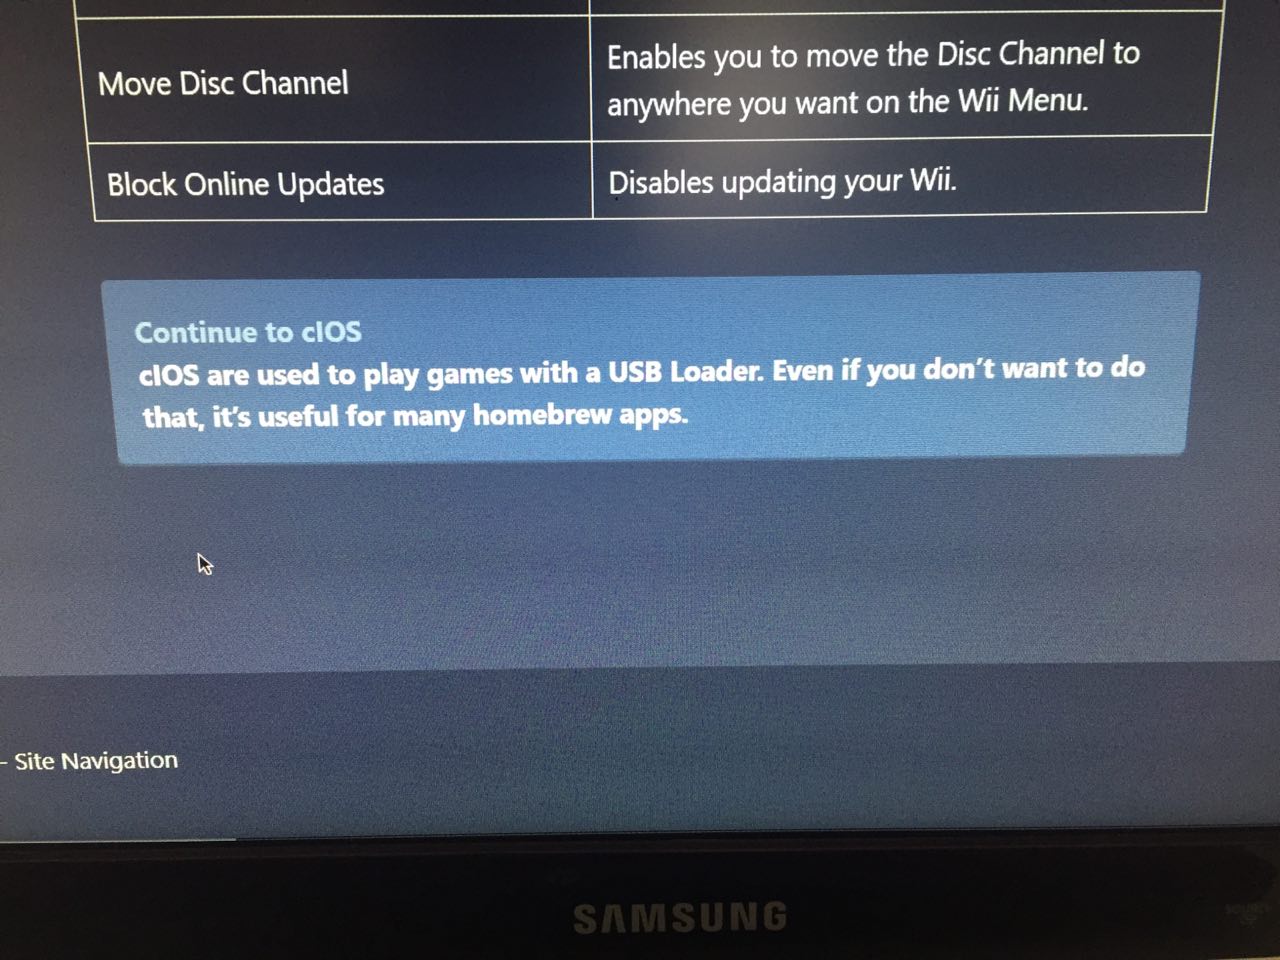 Move Disc Channel
Enables you to move the Disc Channel to
anywhere you want on the Wii Menu.
Block Online Updates
Disables updating your Wii.
Continue to cIOS
cIOS are used to play games with a USB Loader. Even if you don’t want to do
that, it’s useful for many homebrew apps.
- Site Navigation
SAMSUNG